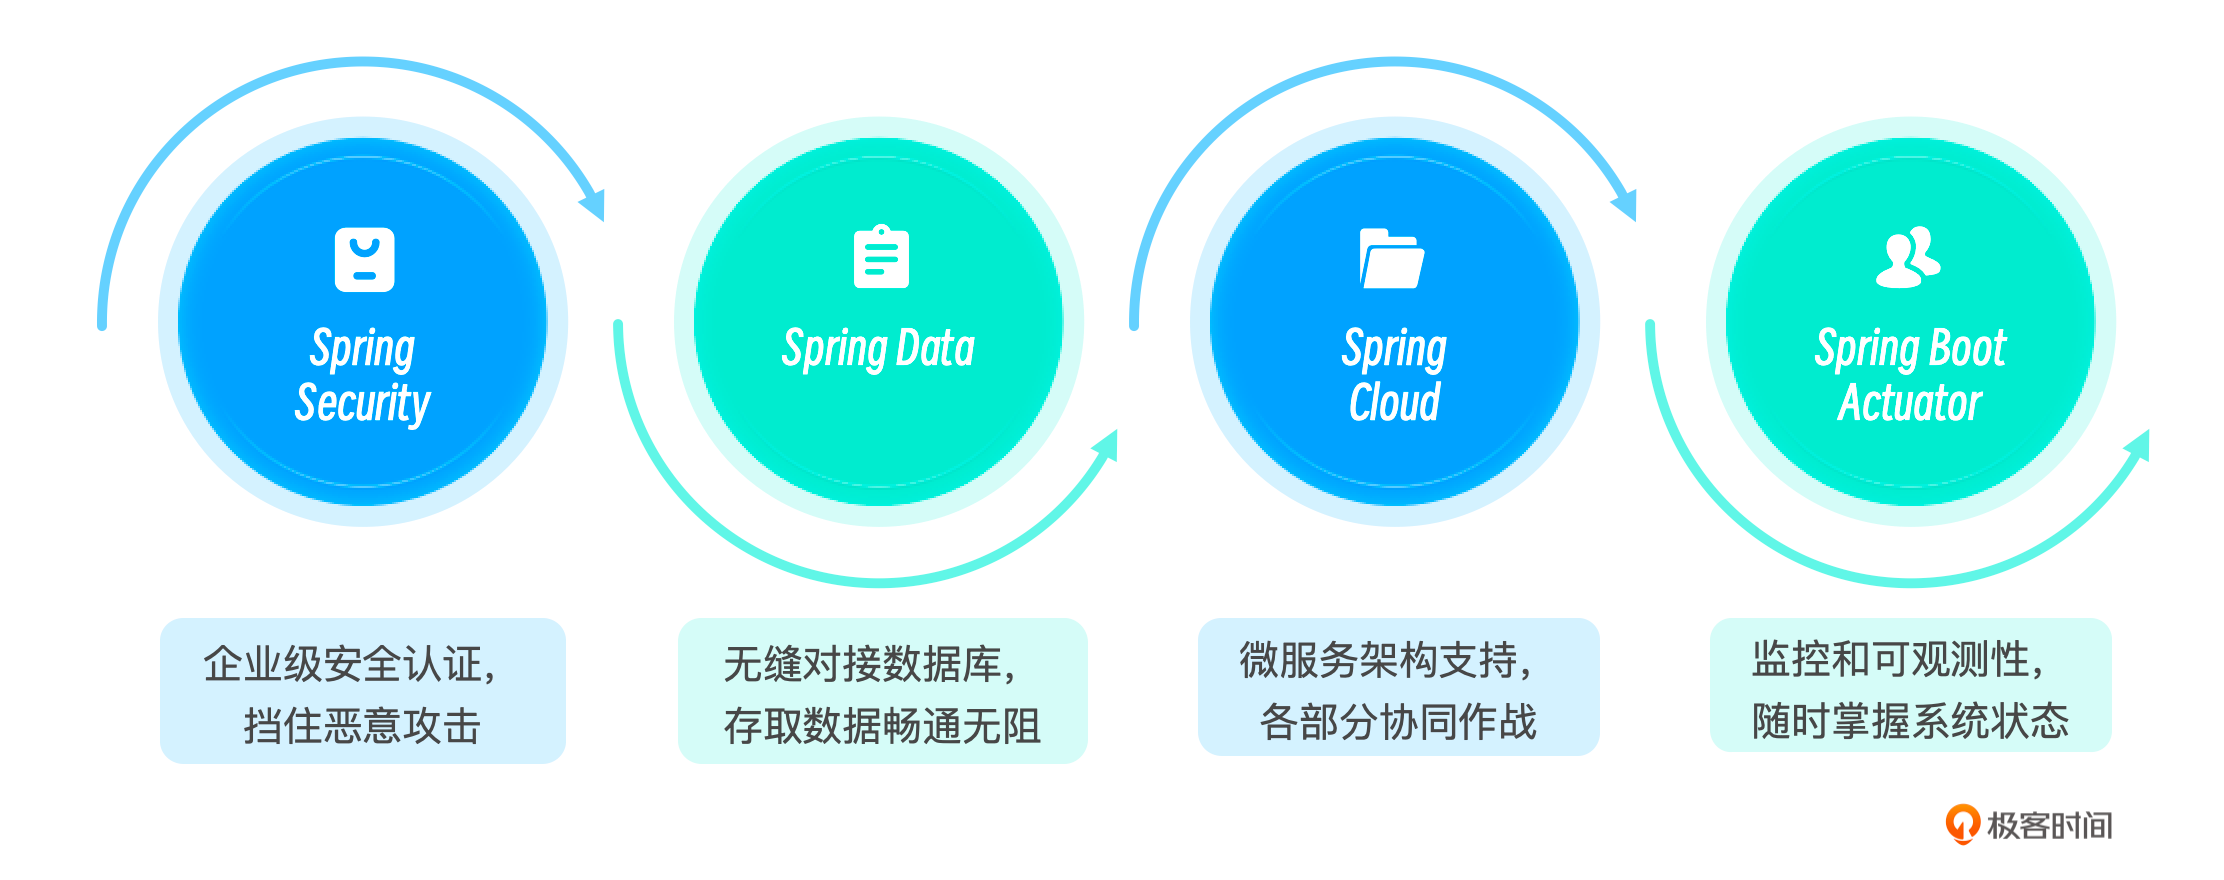 Spring
Security
Spring Data
Spring
Cloud
Spring Boot
Actuator
企业级安全认证，
挡住恶意攻击
无缝对接数据库，
存取数据畅通无阻
微服务架构支持，
各部分协同作战
监控和可观测性，
随时掌握系统状态
极客时间